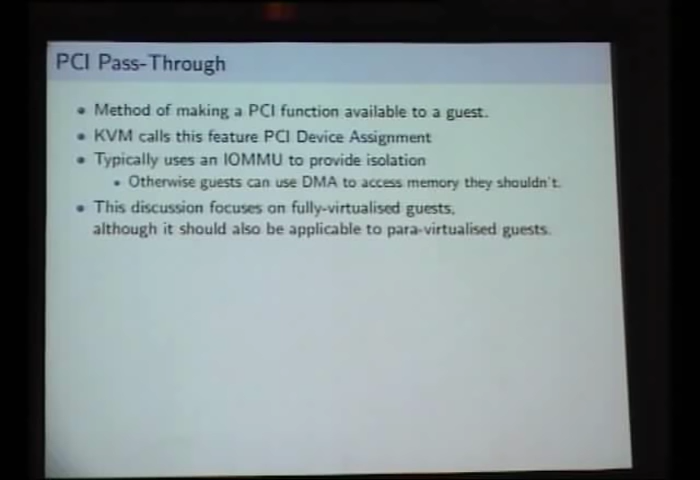 PCI Pass-Through
• Method of making a PCI function available to a guest.
• KVM calls this feature PCI Device Assignment
• Typically uses an IOMMU to provide isolation
• Otherwise guests can use DMA to access memory they shouldn't.
• This discussion focuses on fully-virtualised guests,
although it should also be applicable to para-virtualised guests.